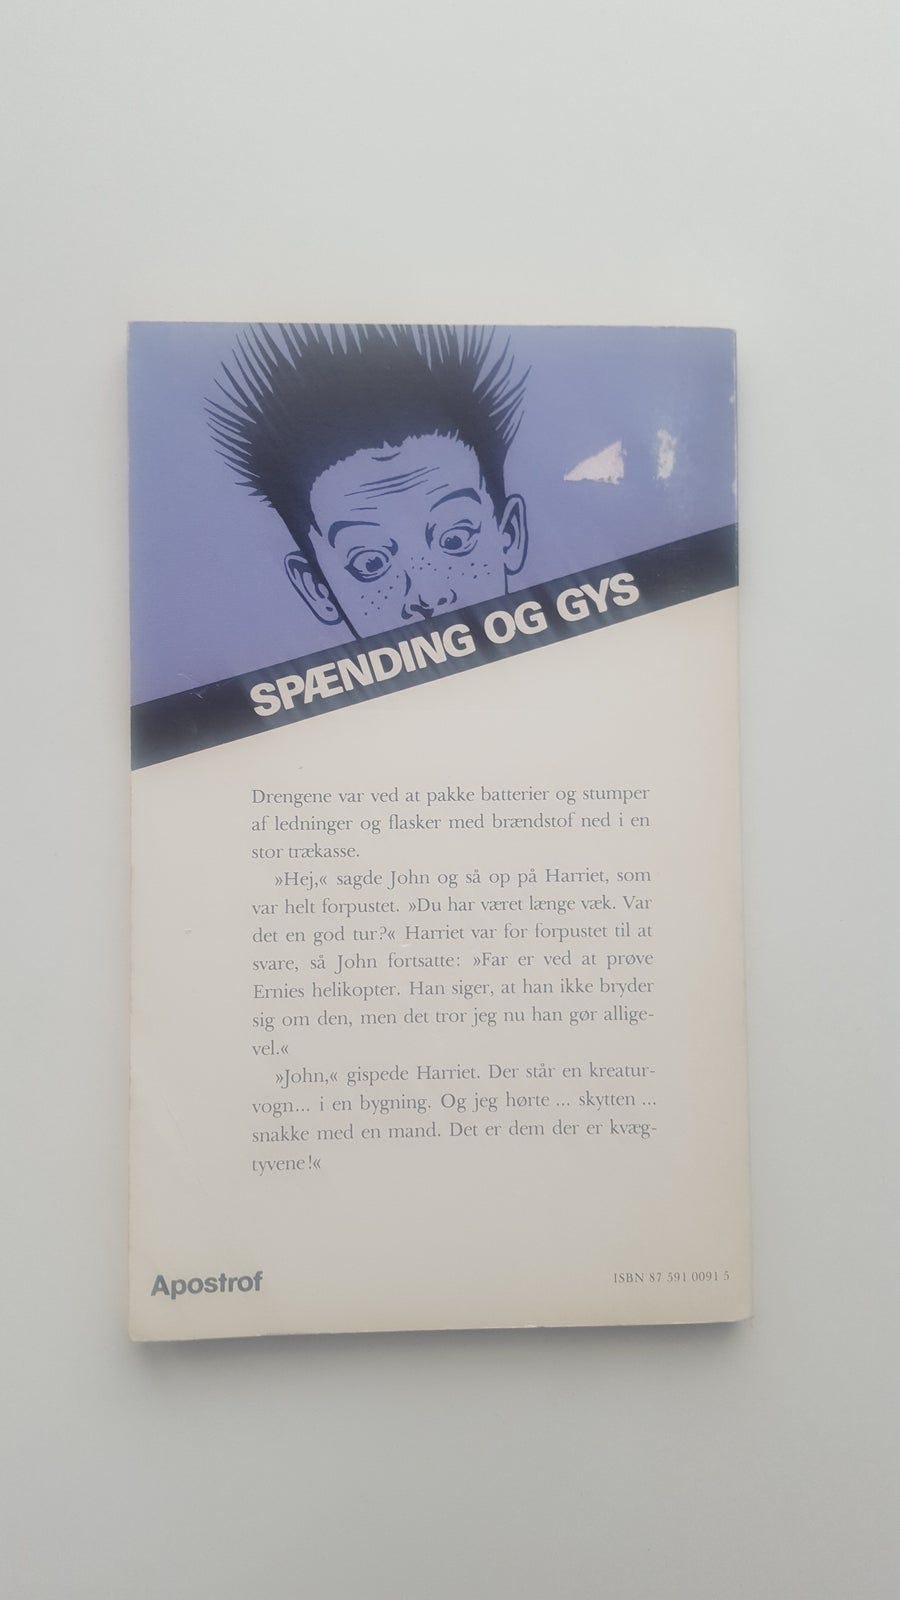 SPÆNDING OG GYS
Drengene var ved at pakke batterier og stumper
af ledninger og flasker med brændstof ned i en
stor trækasse.
»Hej,« sagde John og så op på Harriet, som
var helt forpustet. »Du har været længe væk. Var
det en god tur?« Harriet var for forpustet til at
svare, så John fortsatte: »Far er ved at prøve
Ernies helikopter. Han siger, at han ikke bryder
sig om den, men det tror jeg nu han gør allige-
vel.«
»John,« gispede Harriet. Der står en kreatur-
vogn... i en bygning. Og jeg hørte ... skytten ...
snakke med en mand. Det er dem der er kvæg-
tyvene!«
Apostrof
ISBN 87 591 0091 5